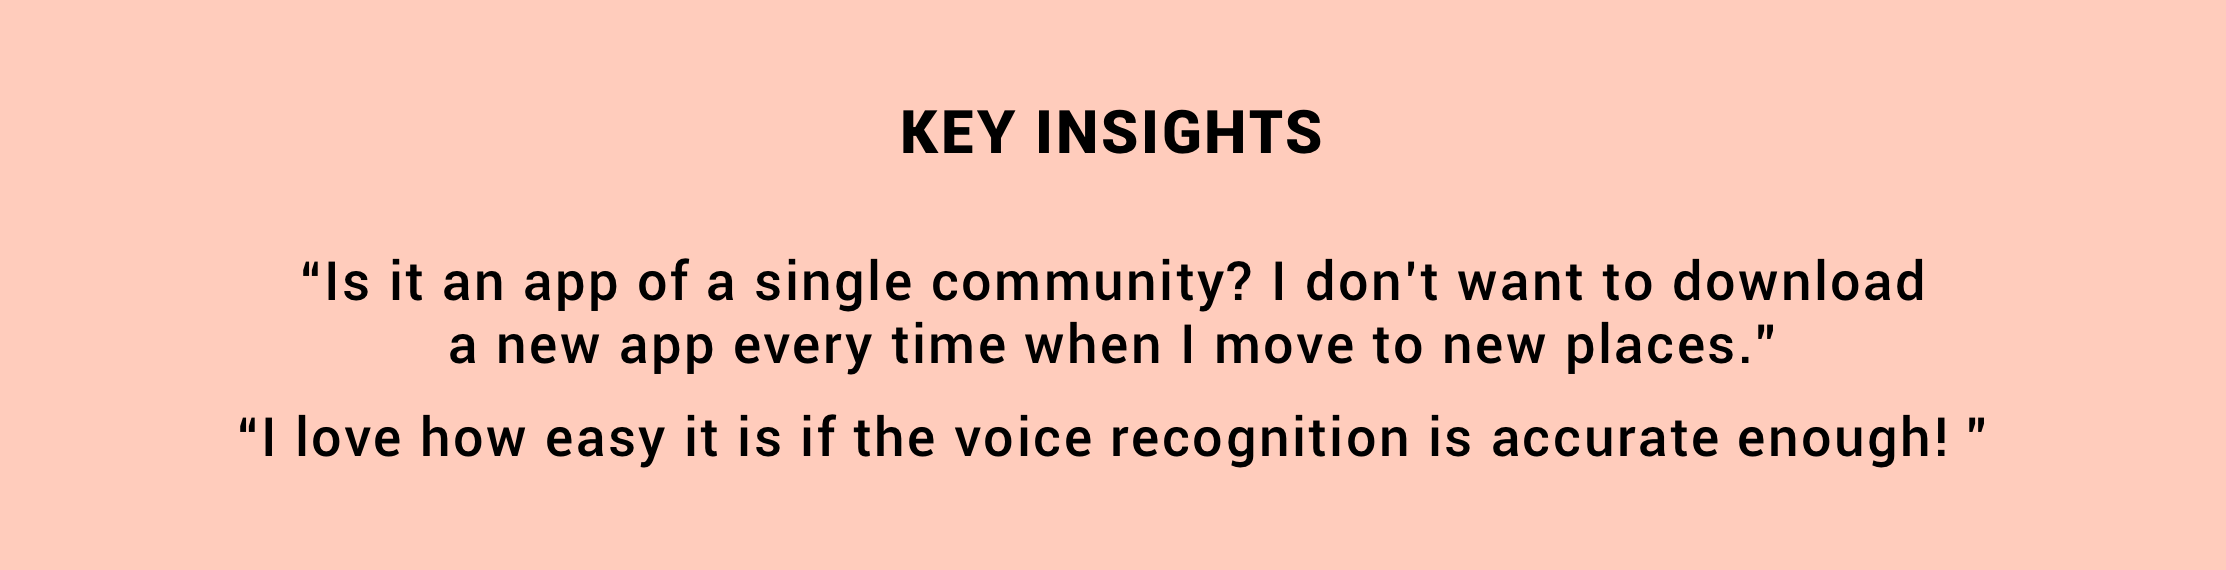 KEY INSIGHTS
“Is it an app of a single community? I don't want to download
a new app every time when I move to new places."
“I love how easy it is if the voice recognition is accurate enough! "